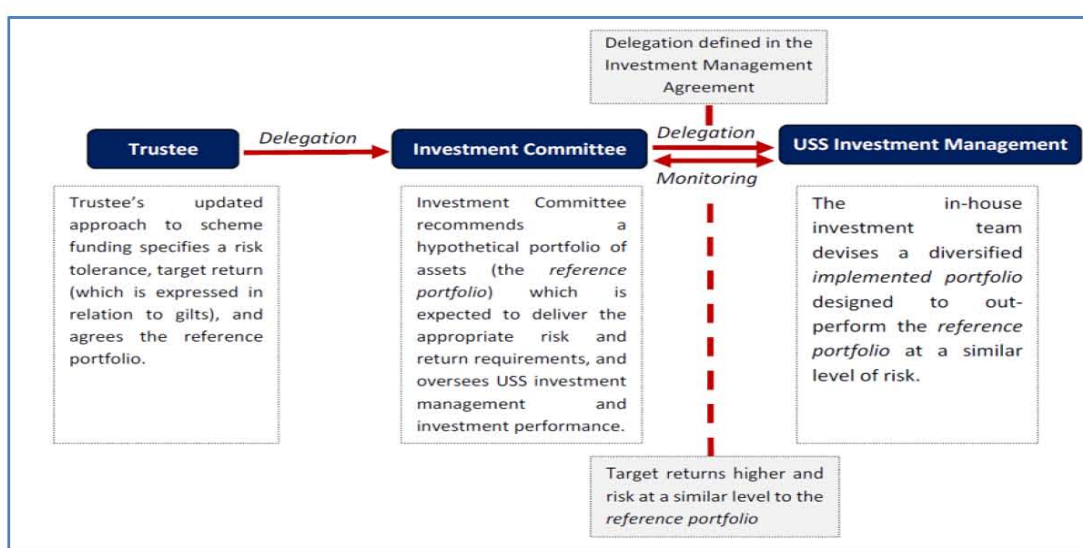 Delegation defined in the
Investment Management
Agreement
Trustee
Delegation
Investment Committee
Delegation
Monitoring
USS Investment Management
Trustee's updated
approach to scheme
funding specifies a risk
tolerance, target return
(which is expressed in
relation to gilts), and
agrees the reference
portfolio.
Investment Committee
recommends a
hypothetical portfolio of
assets (the reference
portfolio) which is
expected to deliver the
appropriate risk and
return requirements, and
oversees USS investment
management and
investment performance.
The in-house
investment team
devises a diversified
implemented portfolio
designed to out-
perform the reference
portfolio at a similar
level of risk.
Target returns higher and
risk at a similar level to the
reference portfolio